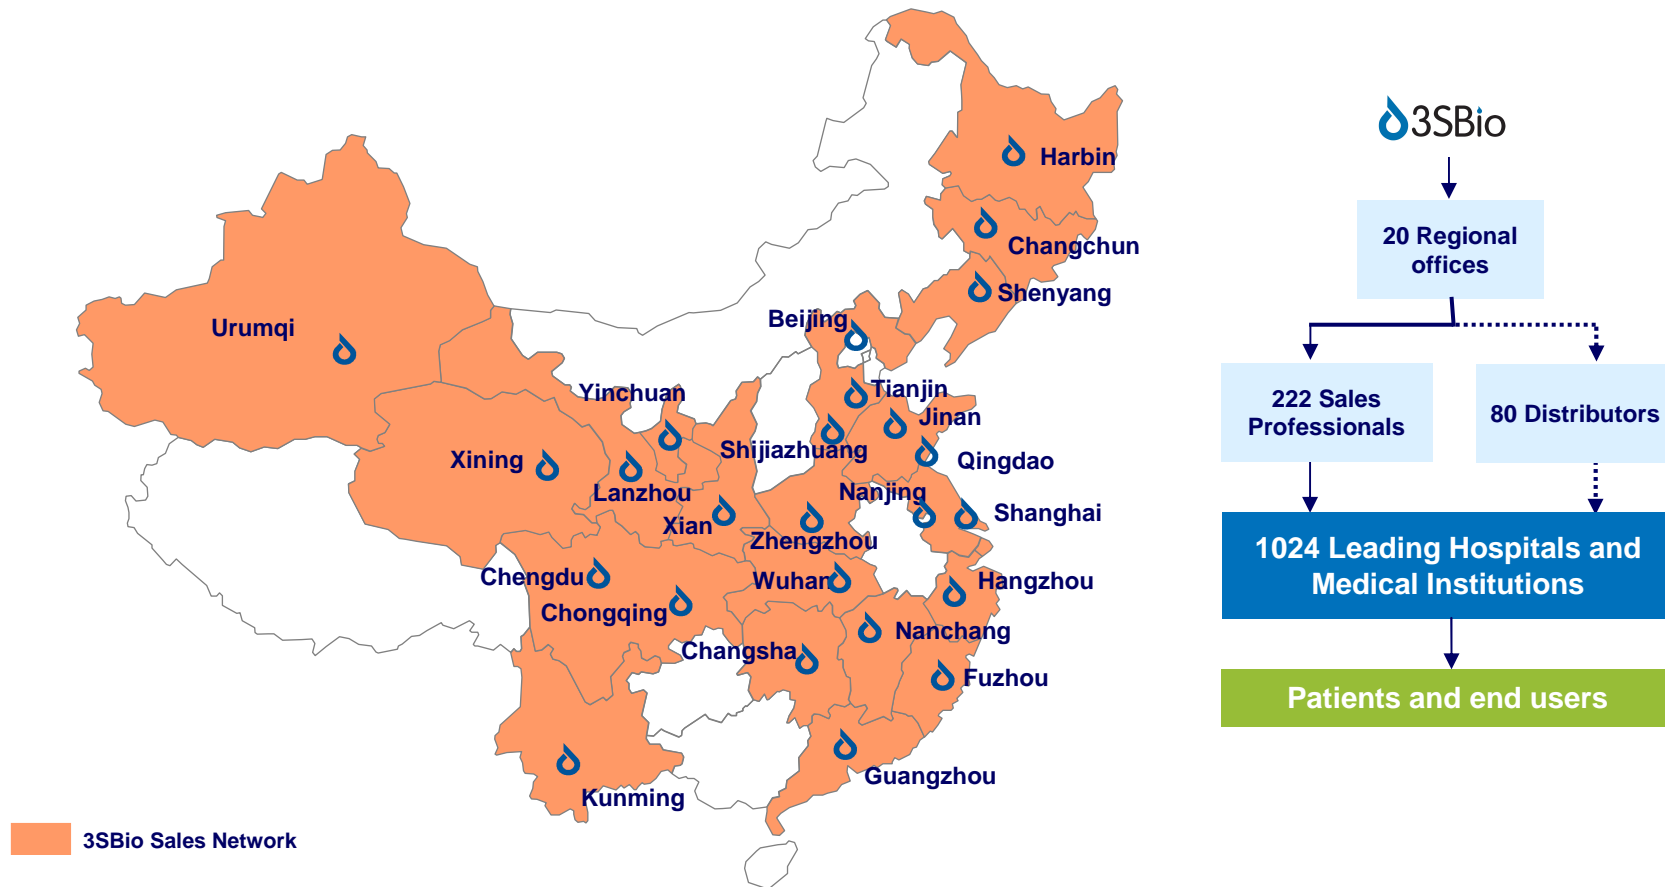 Harbin
Changchun
Shenyang
Beijing
Urumqi
Tianjin
Yinchuan
Jinan
Shijiazhuang
Xining
Qingdao
Lanzhou
Nanjing
Shanghai
Xian
Zhengzhou
Chengdu
Wuhan
Hangzhou
Chongqing
Nanchang
Changsha
Fuzhou
Guangzhou
Kunming
3SBio Sales Network
3SBio
20 Regional
offices
222 Sales
Professionals
80 Distributors
1024 Leading Hospitals and
Medical Institutions
Patients and end users